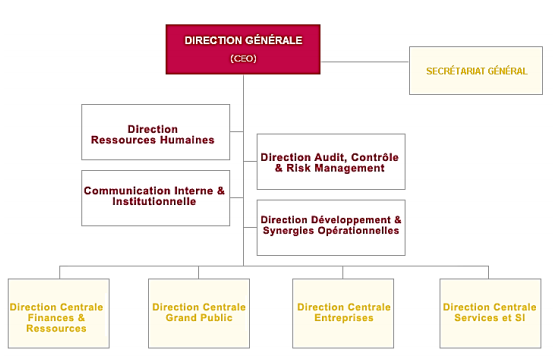 DIRECTION GÉNÉRALE
(CEO)
SECRÉTARIAT GÉNÉRAL
Direction
Ressources Humaines
Direction Audit, Contrôle
& Risk Management
Communication Interne &
Institutionnelle
Direction Développement &
Synergies Opérationnelles
Direction Centrale
Finances &
Ressources
Direction Centrale
Grand Public
Direction Centrale
Entreprises
Direction Centrale
Services et SI